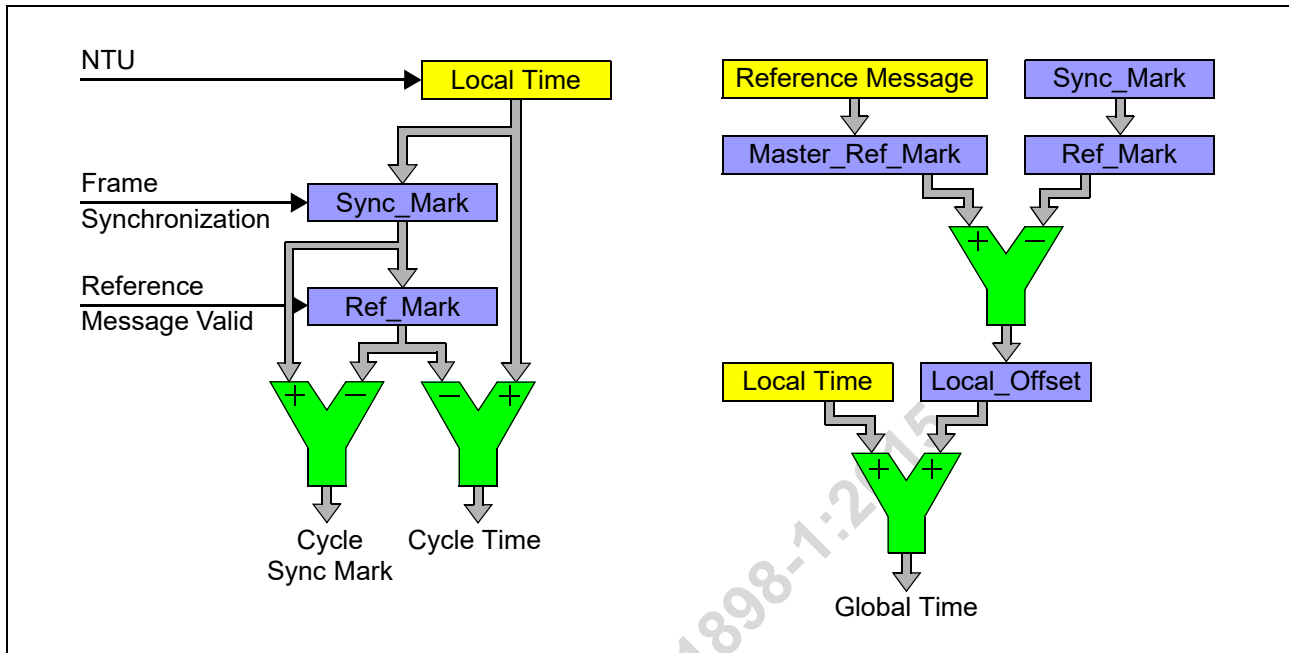 NTU
Local Time
Frame
Synchronization
Sync_Mark
Reference
Message Valid
Ref_Mark
+
−
−
+
Cycle
Sync Mark
Cycle Time
Reference Message
Sync_Mark
Master_Ref_Mark
Ref_Mark
+
−
Local Time
Local_Offset
+
+
Global Time